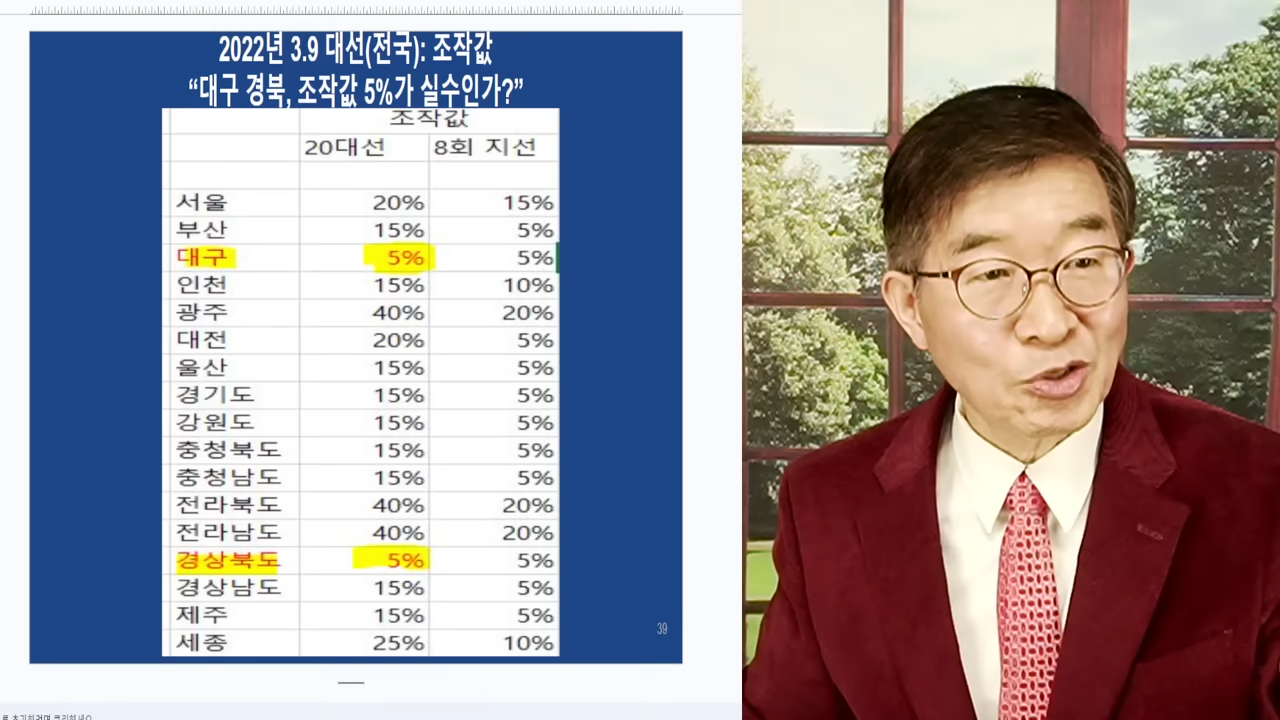 2022년 3.9 대선(전국): 조작값
“대구 경북, 조작값 5%가 실수인가?”
조작값
20대선 8회 지선
서울 20% 15%
부산 15% 5%
대구 5% 5%
인천 15% 10%
광주 40% 20%
대전 20% 5%
울산 15% 5%
경기도 15% 5%
강원도 15% 5%
충청북도 15% 5%
충청남도 15% 5%
전라북도 40% 20%
전라남도 40% 20%
경상북도 5% 5%
경상남도 15% 5%
제주 15% 5%
세종 25% 10%
39